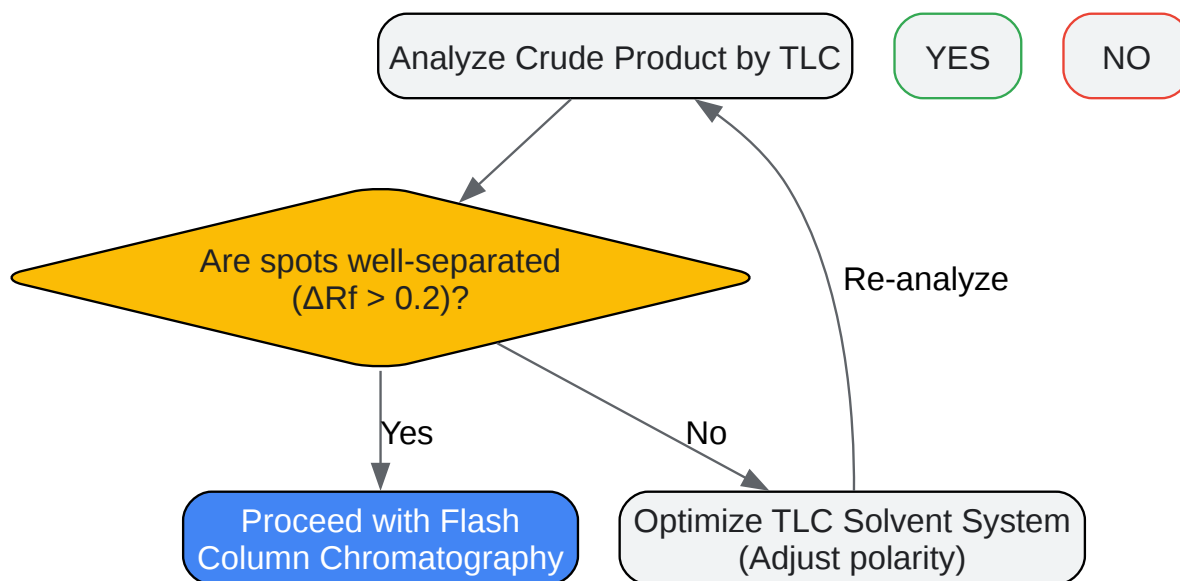 Analyze Crude Product by TLC
YES
NO
Are spots well-separated
(ΔRf > 0.2)?
Re-analyze
Yes
No
Proceed with Flash
Column Chromatography
Optimize TLC Solvent System
(Adjust polarity)